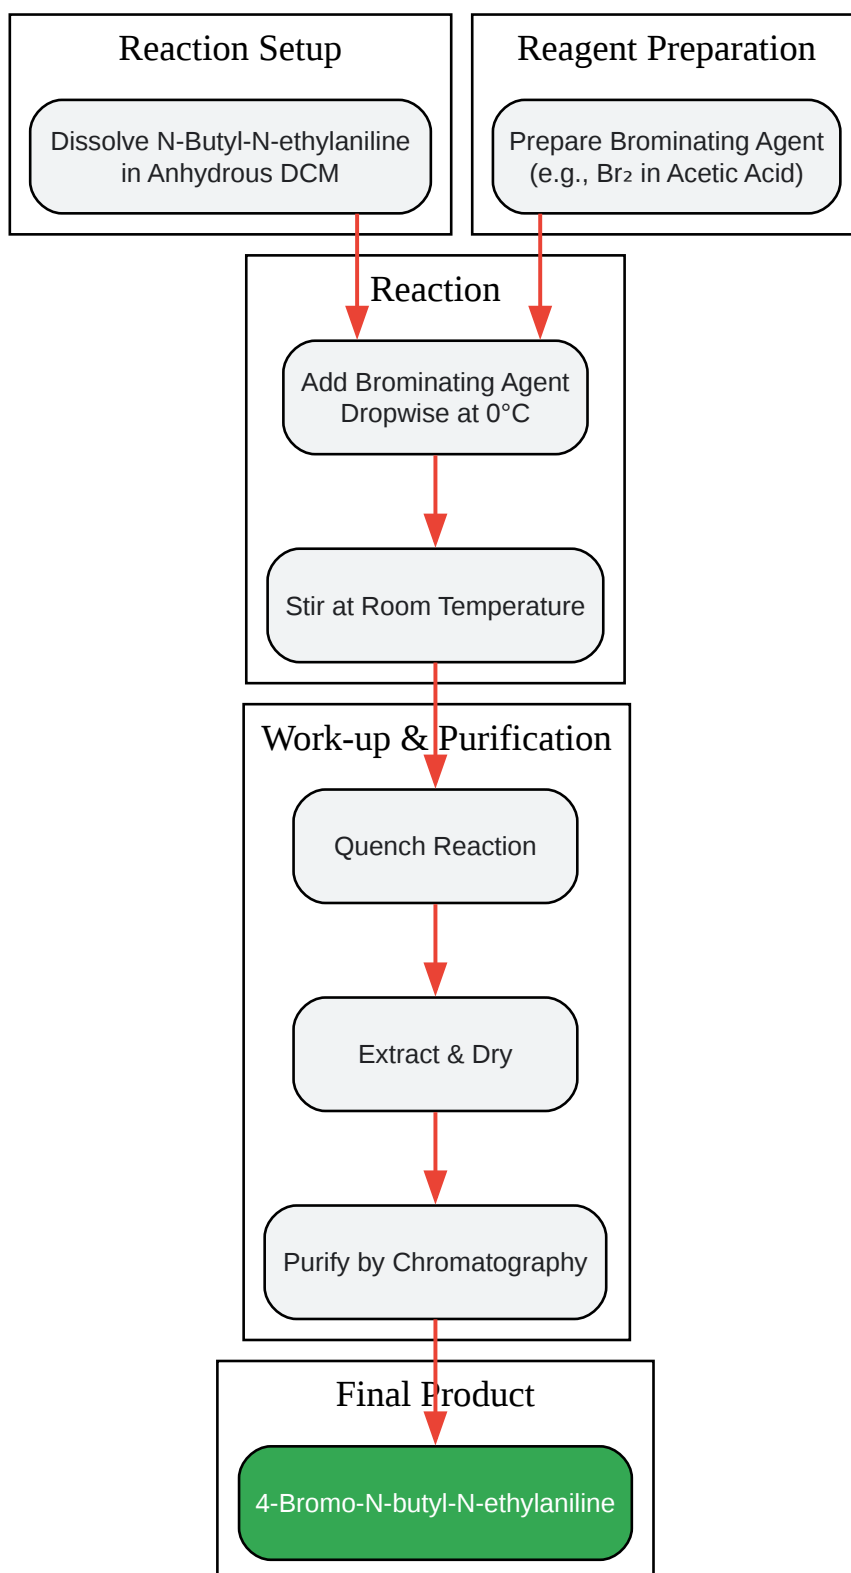 Reaction Setup
Dissolve N-Butyl-N-ethylaniline
in Anhydrous DCM
Reagent Preparation
Prepare Brominating Agent
(e.g., Br₂ in Acetic Acid)
Reaction
Add Brominating Agent
Dropwise at 0°C
Stir at Room Temperature
Work-up & Purification
Quench Reaction
Extract & Dry
Purify by Chromatography
Final Product
4-Bromo-N-butyl-N-ethylaniline